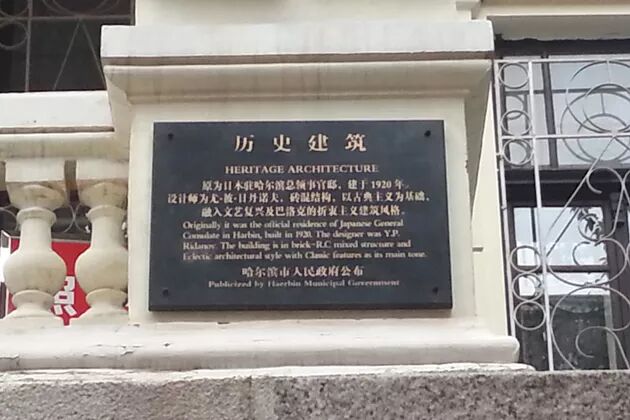 历史建筑
HERITAGE ARCHITECTURE
原为日本驻哈尔滨总领事官邸，建于1920年。
设计师为尤·彼·日丹诺夫，砖混结构，以古典主义为基础，
融入文艺复兴及巴洛克的折衷主义建筑风格。
Originally it was the official residence of Japanese General
Consulate in Harbin, built in 1920. The designer was Y.P.
Ridanov. The building is in brick-R.C mixed structure and
Eclectic architectural style with Classic features as its main tone.
哈尔滨市人民政府公布
Publicized by Haerbin Municipal Government